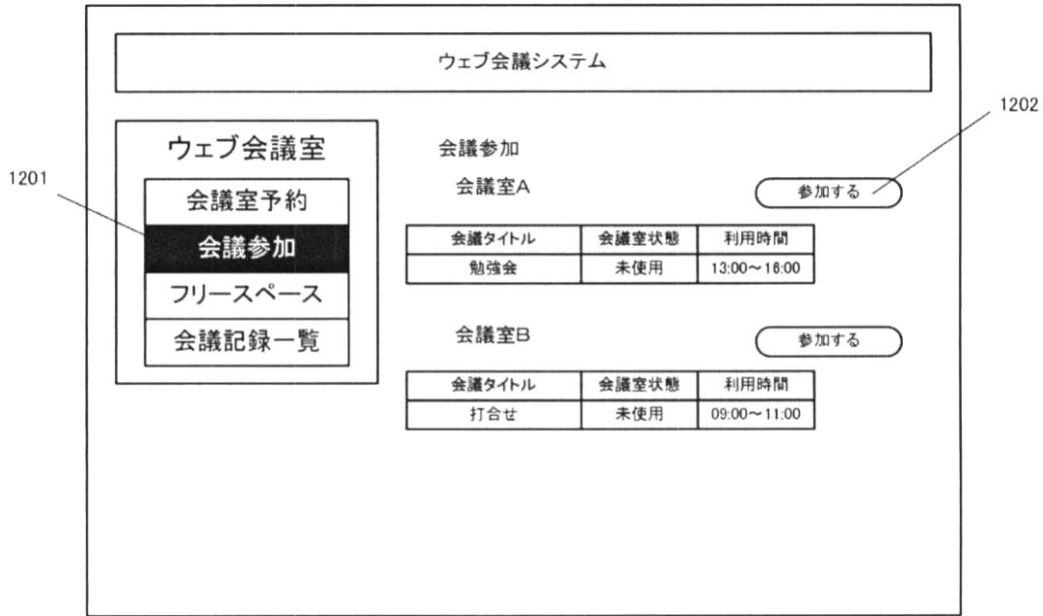 ウェブ会議システム
1202
ウェブ会議室
1201
会議室予約
会議参加
フリースペース
会議記録一覧
会議参加
会議室A
参加する
会議タイトル 会議室状態 利用時間
勉強会 未使用 13:00～16:00
会議室B
参加する
会議タイトル 会議室状態 利用時間
打合せ 未使用 09:00～11:00